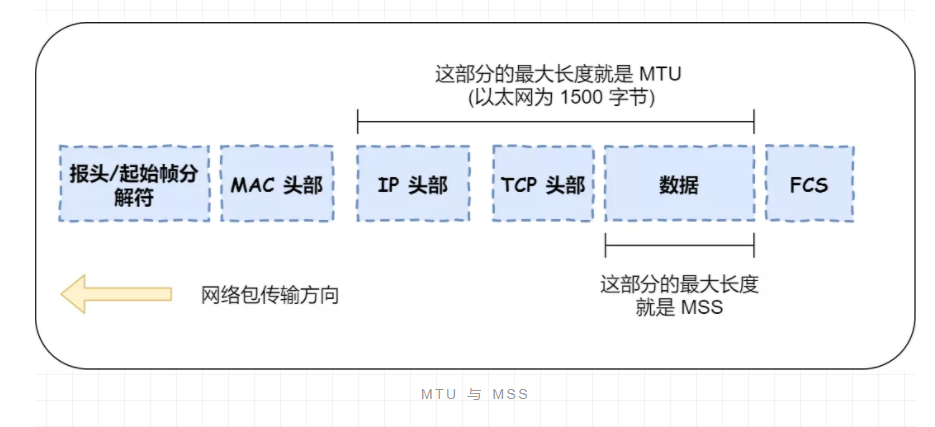 这部分的最大长度就是 MTU
(以太网为 1500 字节)
报头/起始帧分
解符
MAC 头部
IP 头部
TCP 头部
数据
FCS
网络包传输方向
这部分的最大长度
就是 MSS
MTU 与 MSS